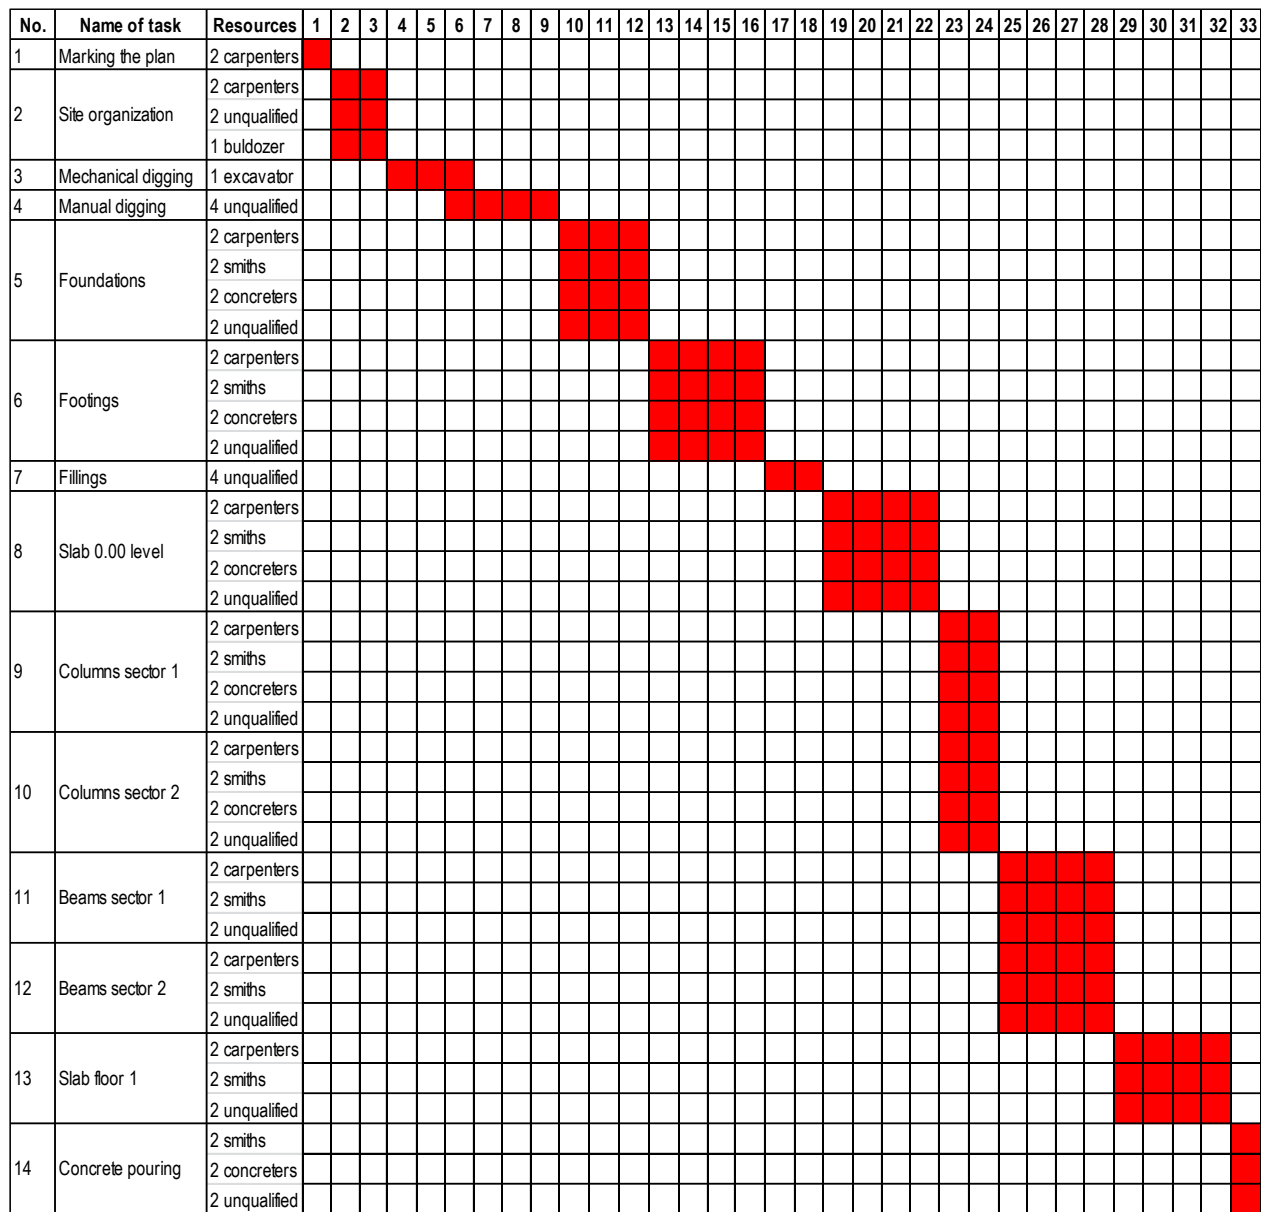 No. Name of task Resources 1 2 3 4 5 6 7 8 9 10 11 12 13 14 15 16 17 18 19 20 21 22 23 24 25 26 27 28 29 30 31 32 33
1 Marking the plan 2 carpenters
2 Site organization
2 carpenters
2 unqualified
1 buldozer
3 Mechanical digging 1 excavator
4 Manual digging 4 unqualified
5 Foundations
2 carpenters
2 smiths
2 concreters
2 unqualified
6 Footings
2 carpenters
2 smiths
2 concreters
2 unqualified
7 Fillings 4 unqualified
8 Slab 0.00 level
2 carpenters
2 smiths
2 concreters
2 unqualified
9 Columns sector 1
2 carpenters
2 smiths
2 concreters
2 unqualified
10 Columns sector 2
2 carpenters
2 smiths
2 concreters
2 unqualified
11 Beams sector 1
2 carpenters
2 smiths
2 unqualified
12 Beams sector 2
2 carpenters
2 smiths
2 unqualified
13 Slab floor 1
2 carpenters
2 smiths
2 unqualified
14 Concrete pouring
2 smiths
2 concreters
2 unqualified